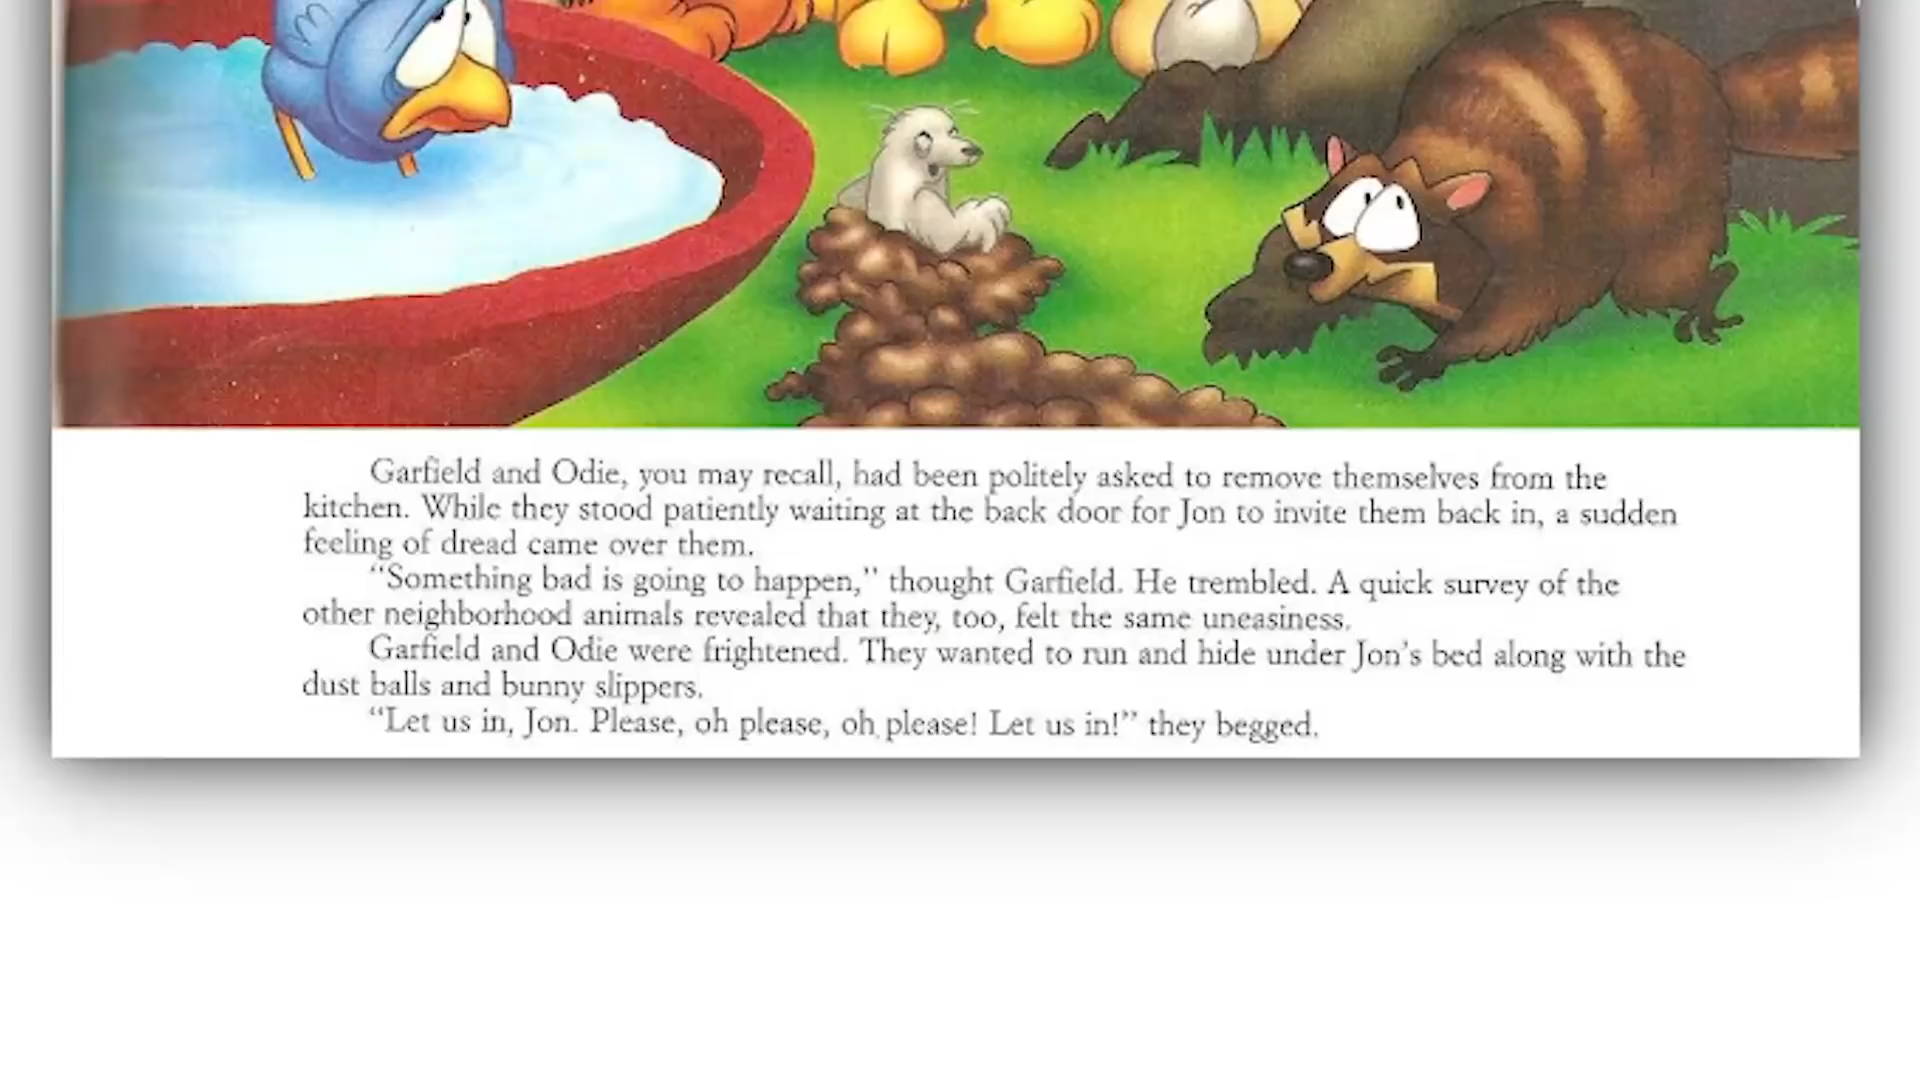 Garfield and Odie, you may recall, had been politely asked to remove themselves from the
kitchen. While they stood patiently waiting at the back door for Jon to invite them back in, a sudden
feeling of dread came over them.
“Something bad is going to happen,” thought Garfield. He trembled. A quick survey of the
other neighborhood animals revealed that they, too, felt the same uneasiness.
Garfield and Odie were frightened. They wanted to run and hide under Jon’s bed along with the
dust balls and bunny slippers.
“Let us in, Jon. Please, oh please, oh please! Let us in!” they begged.